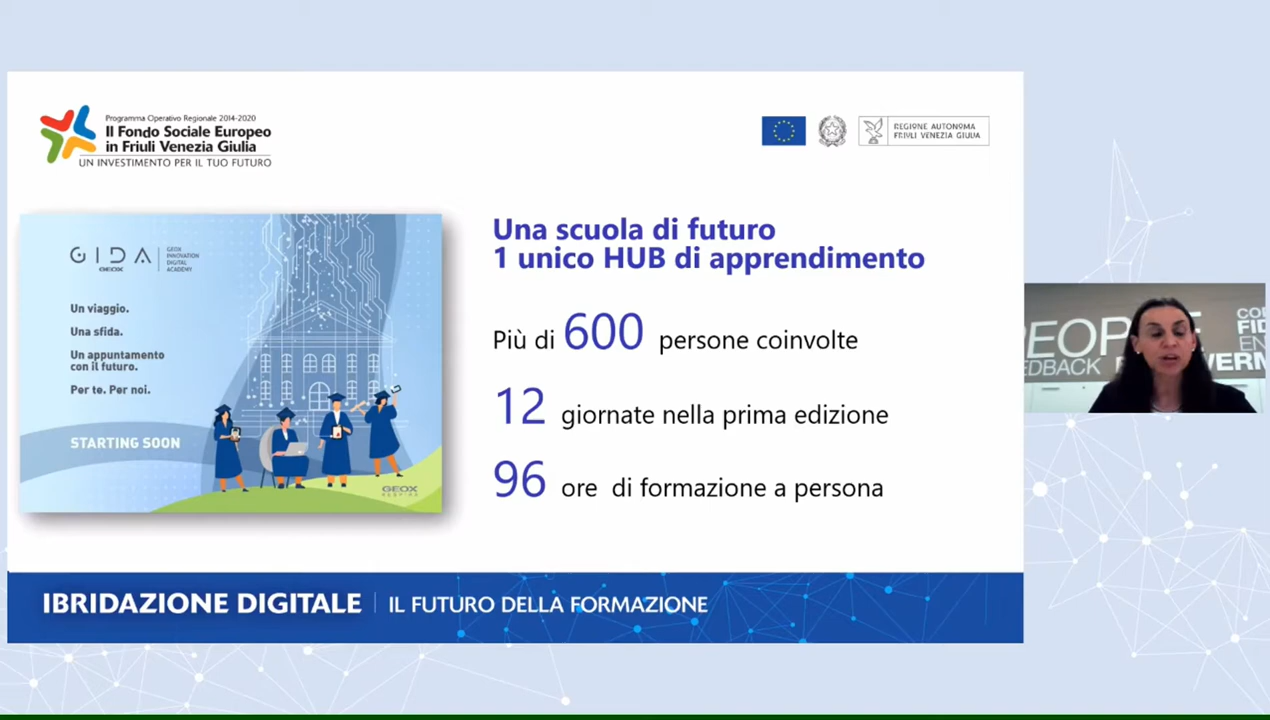 Programma Operativo Regionale 2014-2020
Il Fondo Sociale Europeo
in Friuli Venezia Giulia
UN INVESTIMENTO PER IL TUO FUTURO
REGIONE AUTONOMA
FRIULI VENEZIA GIULIA
GIDA
GEOX
GEOX
INNOVATION
DIGITAL
ACADEMY
Un viaggio.
Una sfida.
Un appuntamento
con il futuro.
Per te. Per noi.
STARTING SOON
GEOX
Una scuola di futuro
1 unico HUB di apprendimento
Più di 600 persone coinvolte
12 giornate nella prima edizione
96 ore di formazione a persona
IBRIDAZIONE DIGITALE | IL FUTURO DELLA FORMAZIONE